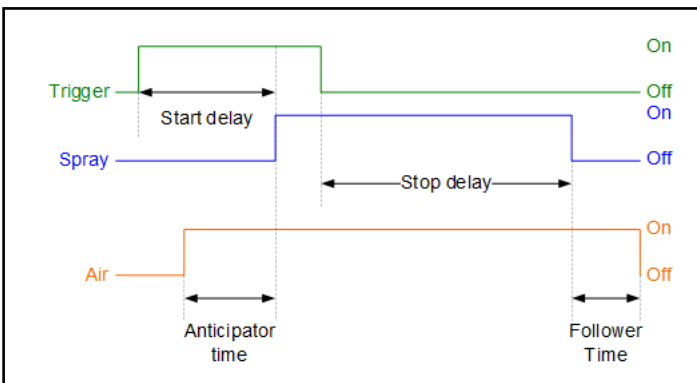 On
Trigger
Off
Start delay
On
Spray
Off
Stop delay
On
Air
Off
Anticipator
time
Follower
Time